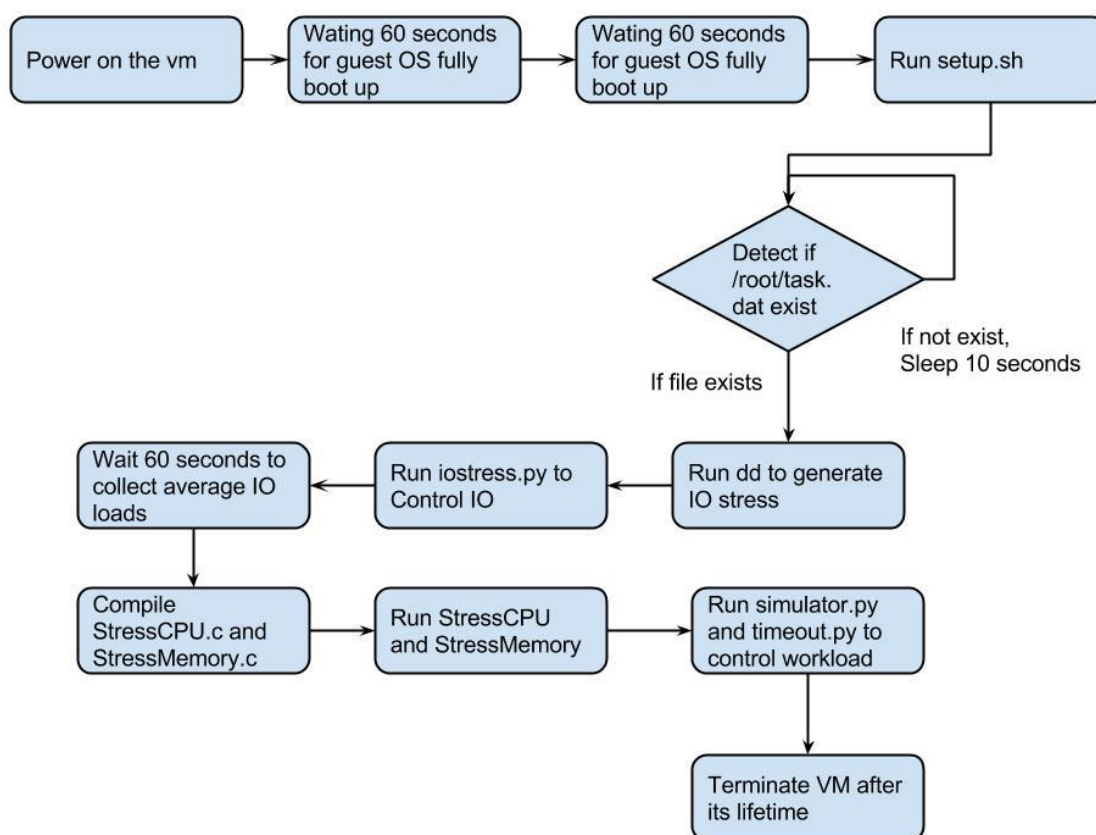 Power on the vm
Wating 60 seconds
for guest OS fully
boot up
Wating 60 seconds
for guest OS fully
boot up
Run setup.sh
Detect if
/root/task.
dat exist
If not exist,
Sleep 10 seconds
If file exists
Run dd to generate
IO stress
Run iostress.py to
Control IO
Wait 60 seconds to
collect average IO
loads
Compile
StressCPU.c and
StressMemory.c
Run StressCPU
and StressMemory
Run simulator.py
and timeout.py to
control workload
Terminate VM after
its lifetime